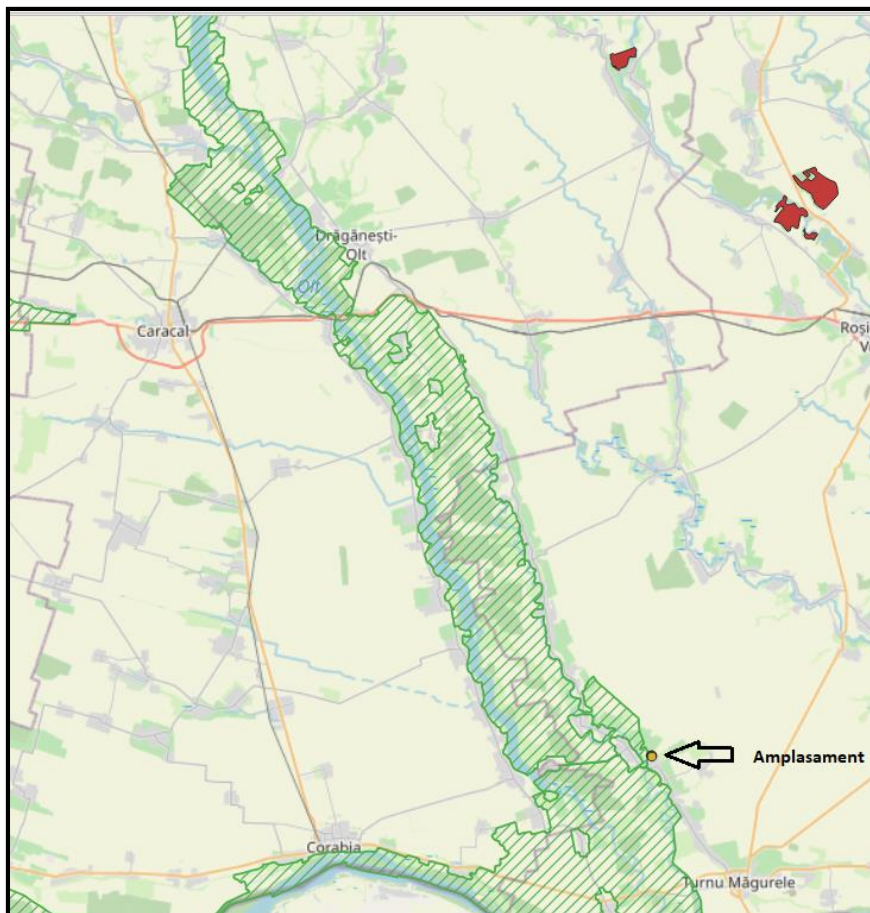 Drăgănești-
Olt
Olt
Caracal
Roși
V
Amplasament
Corabia
Turnu Măgurele